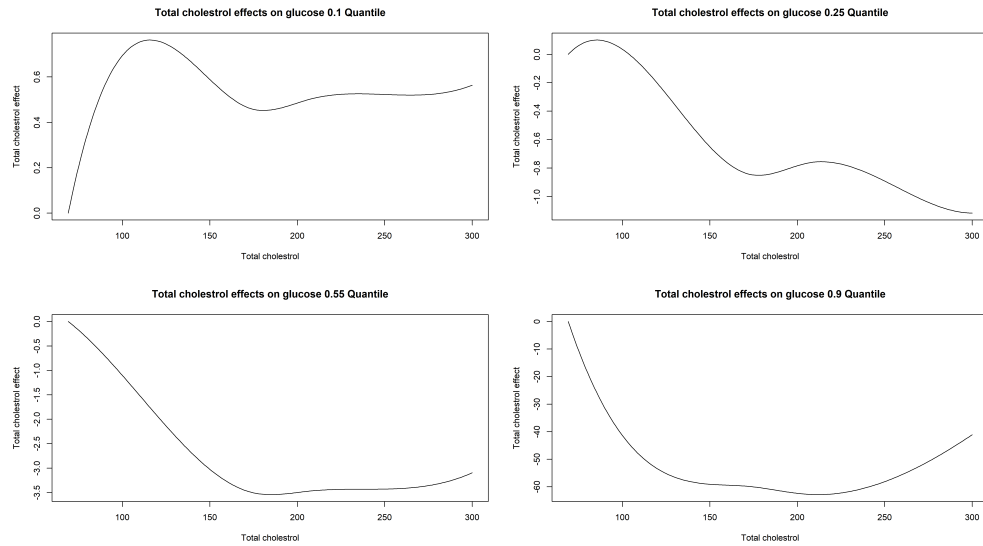 Total cholestrol effects on glucose 0.1 Quantile
Total cholestrol effect
0.0
0.2
0.4
0.6
100 150 200 250 300
Total cholestrol
Total cholestrol effects on glucose 0.25 Quantile
Total cholestrol effect
0.0
-0.2
-0.4
-0.6
-0.8
-1.0
100 150 200 250 300
Total cholestrol
Total cholestrol effects on glucose 0.55 Quantile
Total cholestrol effect
0.0
-0.5
-1.0
-1.5
-2.0
-2.5
-3.0
-3.5
100 150 200 250 300
Total cholestrol
Total cholestrol effects on glucose 0.9 Quantile
Total cholestrol effect
0
-10
-20
-30
-40
-50
-60
100 150 200 250 300
Total cholestrol